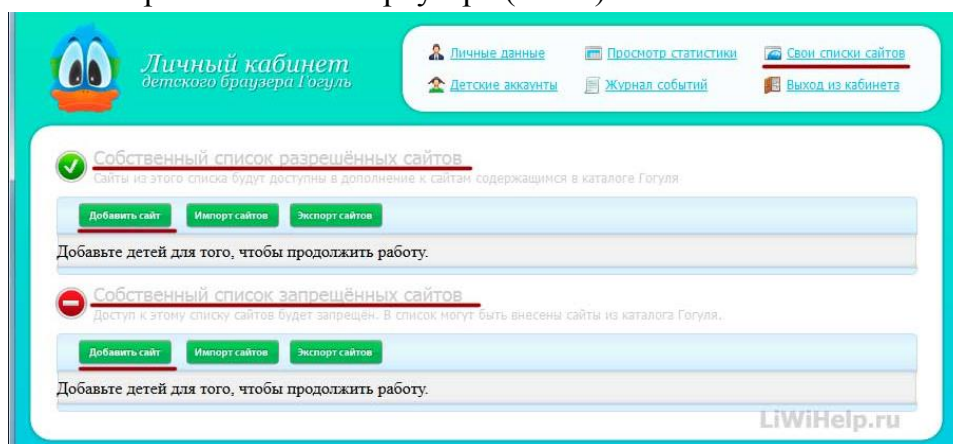 Личный кабинет
детского браузера Гогуль
Личные данные
Просмотр статистики
Свои списки сайтов
Детские аккаунты
Журнал событий
Выход из кабинета
Собственный список разрешённых сайтов
Сайты из этого списка будут доступны в дополнение к сайтам содержащимся в каталоге Гогуля
Добавить сайт Импорт сайтов Экспорт сайтов
Добавьте детей для того, чтобы продолжить работу.
Собственный список запрещённых сайтов
Доступ к этому списку сайтов будет запрещён. В список могут быть внесены сайты из каталога Гогуля.
Добавить сайт Импорт сайтов Экспорт сайтов
Добавьте детей для того, чтобы продолжить работу.
LiWiHelp.ru